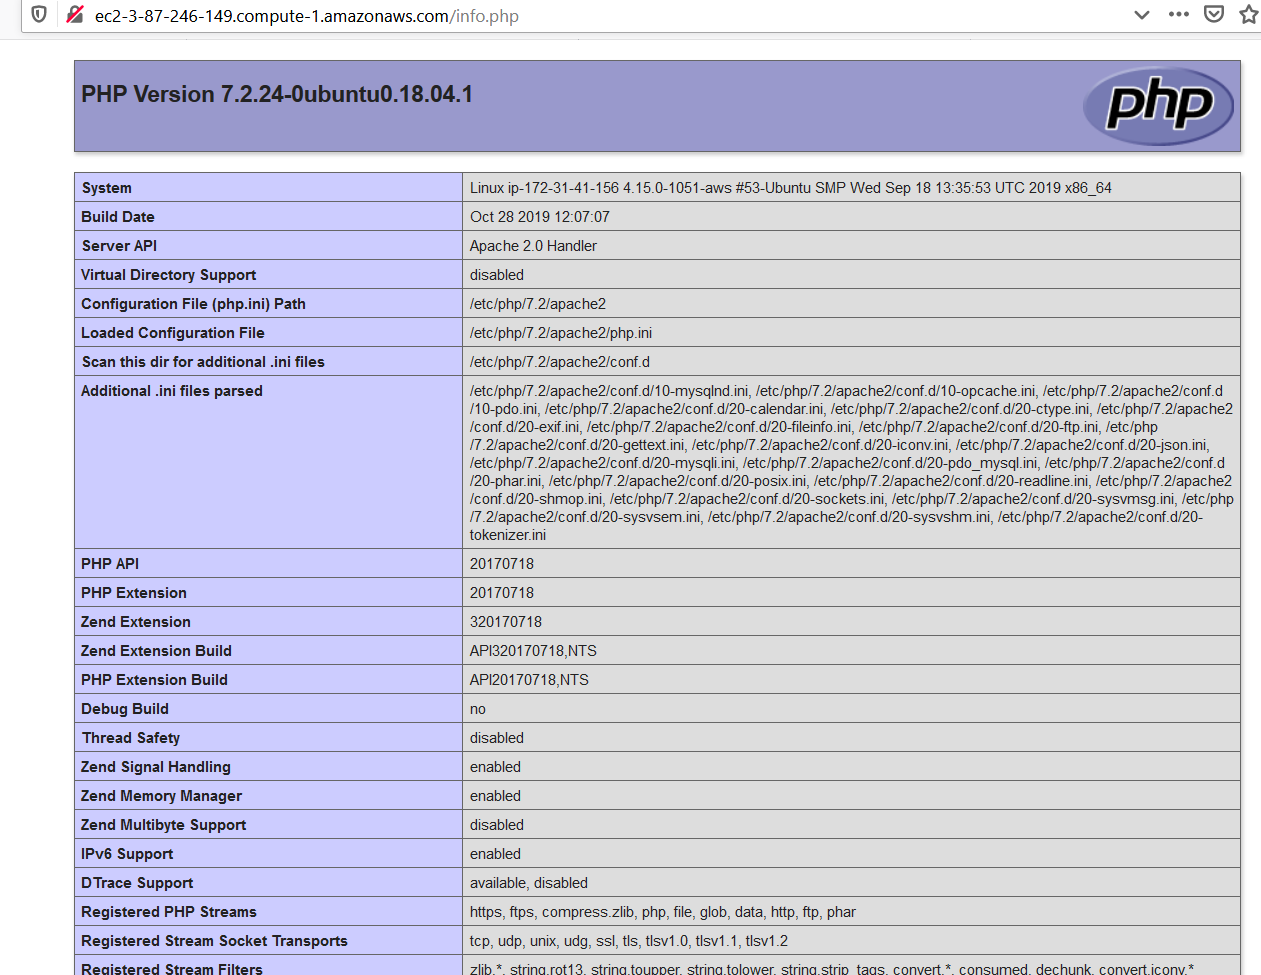 ec2-3-87-246-149.compute-1.amazonaws.com/info.php
PHP Version 7.2.24-0ubuntu0.18.04.1
php
System Linux ip-172-31-41-156 4.15.0-1051-aws #53-Ubuntu SMP Wed Sep 18 13:35:53 UTC 2019 x86_64
Build Date Oct 28 2019 12:07:07
Server API Apache 2.0 Handler
Virtual Directory Support disabled
Configuration File (php.ini) Path /etc/php/7.2/apache2
Loaded Configuration File /etc/php/7.2/apache2/php.ini
Scan this dir for additional .ini files /etc/php/7.2/apache2/conf.d
Additional .ini files parsed /etc/php/7.2/apache2/conf.d/10-mysqlnd.ini, /etc/php/7.2/apache2/conf.d/10-opcache.ini, /etc/php/7.2/apache2/conf.d
/10-pdo.ini, /etc/php/7.2/apache2/conf.d/20-calendar.ini, /etc/php/7.2/apache2/conf.d/20-ctype.ini, /etc/php/7.2/apache2
/conf.d/20-exif.ini, /etc/php/7.2/apache2/conf.d/20-fileinfo.ini, /etc/php/7.2/apache2/conf.d/20-ftp.ini, /etc/php
/7.2/apache2/conf.d/20-gettext.ini, /etc/php/7.2/apache2/conf.d/20-iconv.ini, /etc/php/7.2/apache2/conf.d/20-json.ini,
/etc/php/7.2/apache2/conf.d/20-mysqli.ini, /etc/php/7.2/apache2/conf.d/20-pdo_mysql.ini, /etc/php/7.2/apache2/conf.d
/20-phar.ini, /etc/php/7.2/apache2/conf.d/20-posix.ini, /etc/php/7.2/apache2/conf.d/20-readline.ini, /etc/php/7.2/apache2
/conf.d/20-shmop.ini, /etc/php/7.2/apache2/conf.d/20-sockets.ini, /etc/php/7.2/apache2/conf.d/20-sysvmsg.ini, /etc/php
/7.2/apache2/conf.d/20-sysvsem.ini, /etc/php/7.2/apache2/conf.d/20-sysvshm.ini, /etc/php/7.2/apache2/conf.d/20-
tokenizer.ini
PHP API 20170718
PHP Extension 20170718
Zend Extension 320170718
Zend Extension Build API320170718,NTS
PHP Extension Build API20170718,NTS
Debug Build no
Thread Safety disabled
Zend Signal Handling enabled
Zend Memory Manager enabled
Zend Multibyte Support disabled
IPv6 Support enabled
DTrace Support available, disabled
Registered PHP Streams https, ftps, compress.zlib, php, file, glob, data, http, ftp, phar
Registered Stream Socket Transports tcp, udp, unix, udg, ssl, tls, tlsv1.0, tlsv1.1, tlsv1.2
Registered Stream Filters zlib.*, string.rot13, string.toupper, string.tolower, string.strip_tags, convert.*, consumed, dechunk, convert.iconv.*